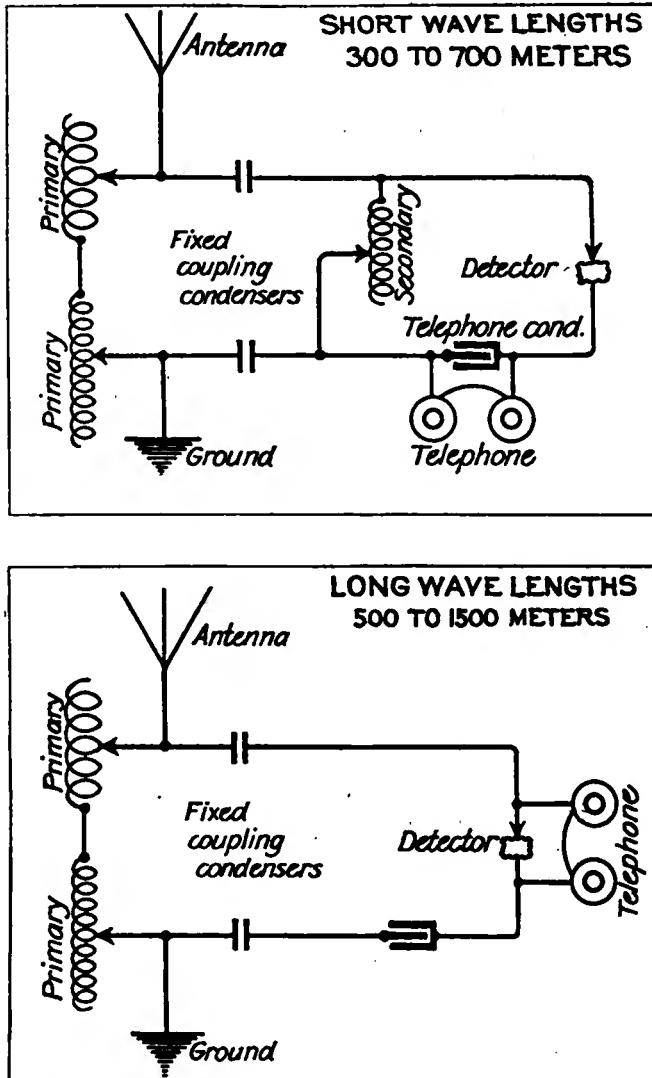 SHORT WAVE LENGTHS
300 TO 700 METERS
Antenna
Primary
Fixed
coupling
condensers
Secondary
Detector
Telephone cond.
Primary
Ground
Telephone
LONG WAVE LENGTHS
500 TO 1500 METERS
Antenna
Primary
Fixed
coupling
condensers
Detector
Telephone
Primary
Ground